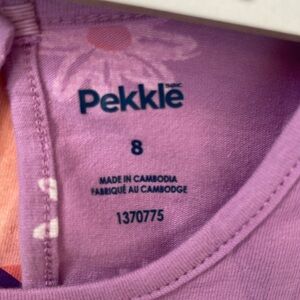 Pekkle
8
MADE IN CAMBODIA
FABRIQUÉ AU CAMBODGE
1370775